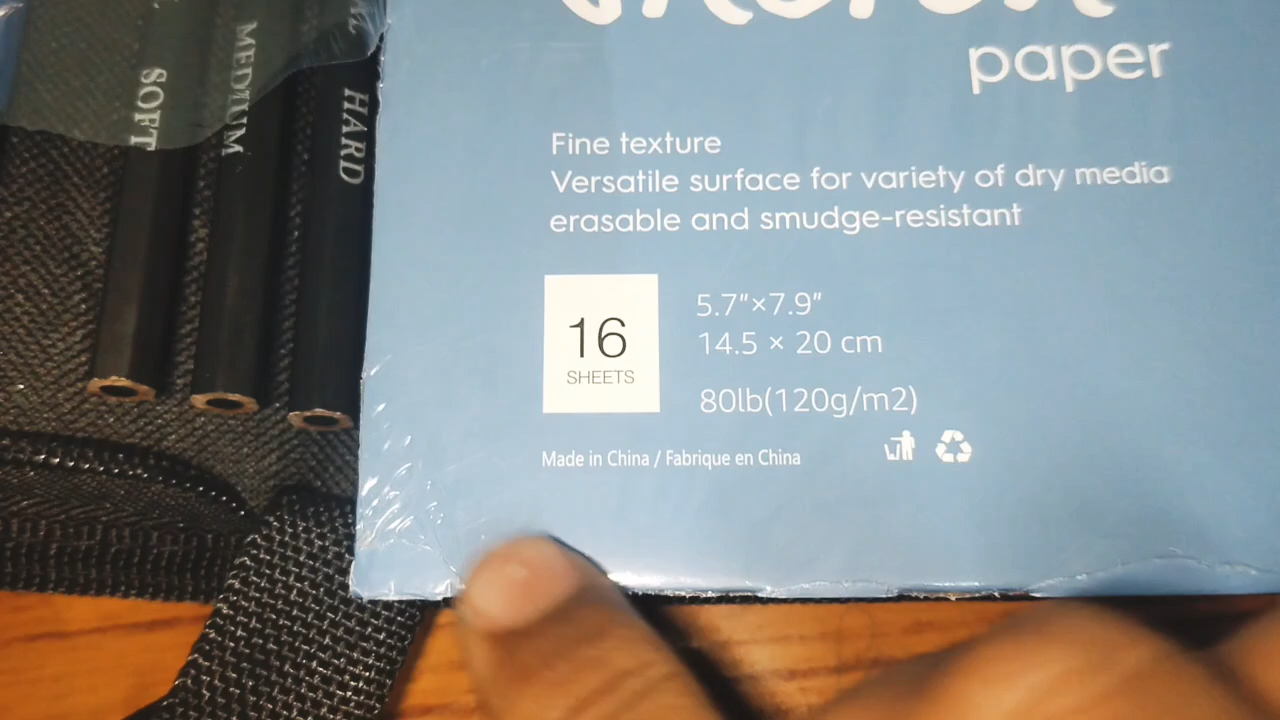 SOFT
MEDIUM
HARD
paper
Fine texture
Versatile surface for variety of dry media
erasable and smudge-resistant
16
SHEETS
5.7"×7.9"
14.5 × 20 cm
80lb(120g/m2)
Made in China / Fabrique en China